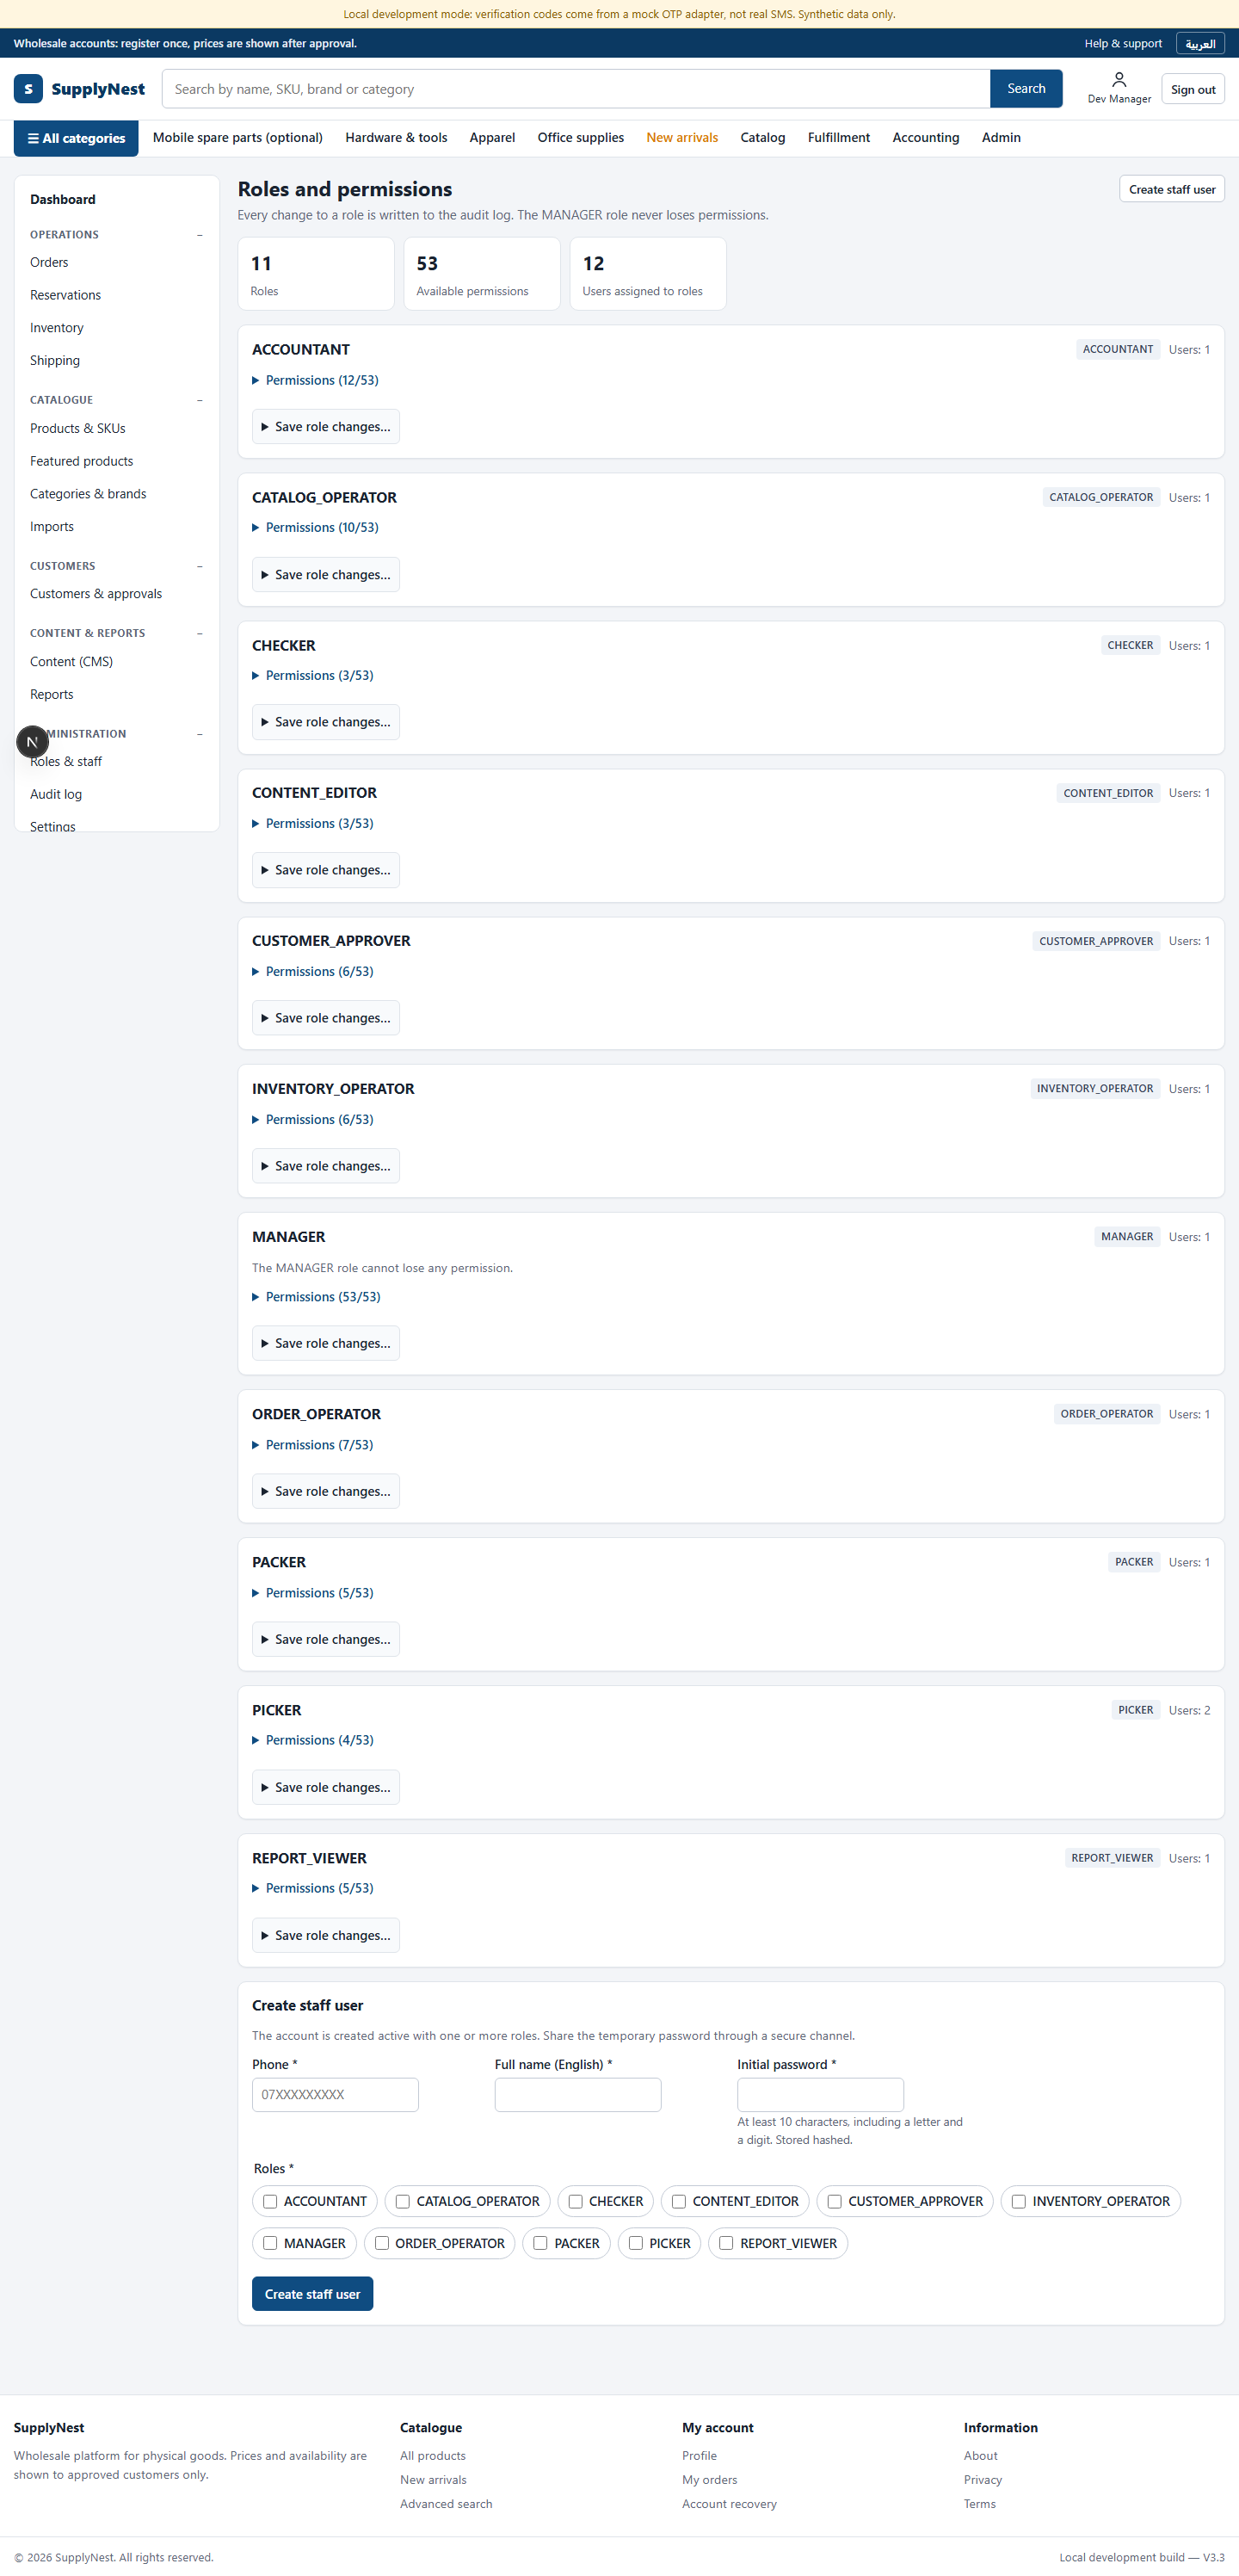 Local development mode: verification codes come from a mock OTP adapter, not real SMS. Synthetic data only.
Wholesale accounts: register once, prices are shown after approval.
Help & support
العربية
S SupplyNest
Search by name, SKU, brand or category
Search
Dev Manager
Sign out
☰ All categories
Mobile spare parts (optional)
Hardware & tools
Apparel
Office supplies
New arrivals
Catalog
Fulfillment
Accounting
Admin
Dashboard
OPERATIONS –
Orders
Reservations
Inventory
Shipping
CATALOGUE –
Products & SKUs
Featured products
Categories & brands
Imports
CUSTOMERS –
Customers & approvals
CONTENT & REPORTS –
Content (CMS)
Reports
N
MINISTRATION –
Roles & staff
Audit log
Settings
Roles and permissions
Create staff user
Every change to a role is written to the audit log. The MANAGER role never loses permissions.
11
Roles
53
Available permissions
12
Users assigned to roles
ACCOUNTANT
ACCOUNTANT Users: 1
Permissions (12/53)
Save role changes...
CATALOG_OPERATOR
CATALOG_OPERATOR Users: 1
Permissions (10/53)
Save role changes...
CHECKER
CHECKER Users: 1
Permissions (3/53)
Save role changes...
CONTENT_EDITOR
CONTENT_EDITOR Users: 1
Permissions (3/53)
Save role changes...
CUSTOMER_APPROVER
CUSTOMER_APPROVER Users: 1
Permissions (6/53)
Save role changes...
INVENTORY_OPERATOR
INVENTORY_OPERATOR Users: 1
Permissions (6/53)
Save role changes...
MANAGER
MANAGER Users: 1
The MANAGER role cannot lose any permission.
Permissions (53/53)
Save role changes...
ORDER_OPERATOR
ORDER_OPERATOR Users: 1
Permissions (7/53)
Save role changes...
PACKER
PACKER Users: 1
Permissions (5/53)
Save role changes...
PICKER
PICKER Users: 2
Permissions (4/53)
Save role changes...
REPORT_VIEWER
REPORT_VIEWER Users: 1
Permissions (5/53)
Save role changes...
Create staff user
The account is created active with one or more roles. Share the temporary password through a secure channel.
Phone *
07XXXXXXXXX
Full name (English) *
Initial password *
At least 10 characters, including a letter and
a digit. Stored hashed.
Roles *
ACCOUNTANT
CATALOG_OPERATOR
CHECKER
CONTENT_EDITOR
CUSTOMER_APPROVER
INVENTORY_OPERATOR
MANAGER
ORDER_OPERATOR
PACKER
PICKER
REPORT_VIEWER
Create staff user
SupplyNest
Wholesale platform for physical goods. Prices and availability are
shown to approved customers only.
Catalogue
All products
New arrivals
Advanced search
My account
Profile
My orders
Account recovery
Information
About
Privacy
Terms
© 2026 SupplyNest. All rights reserved.
Local development build — V3.3